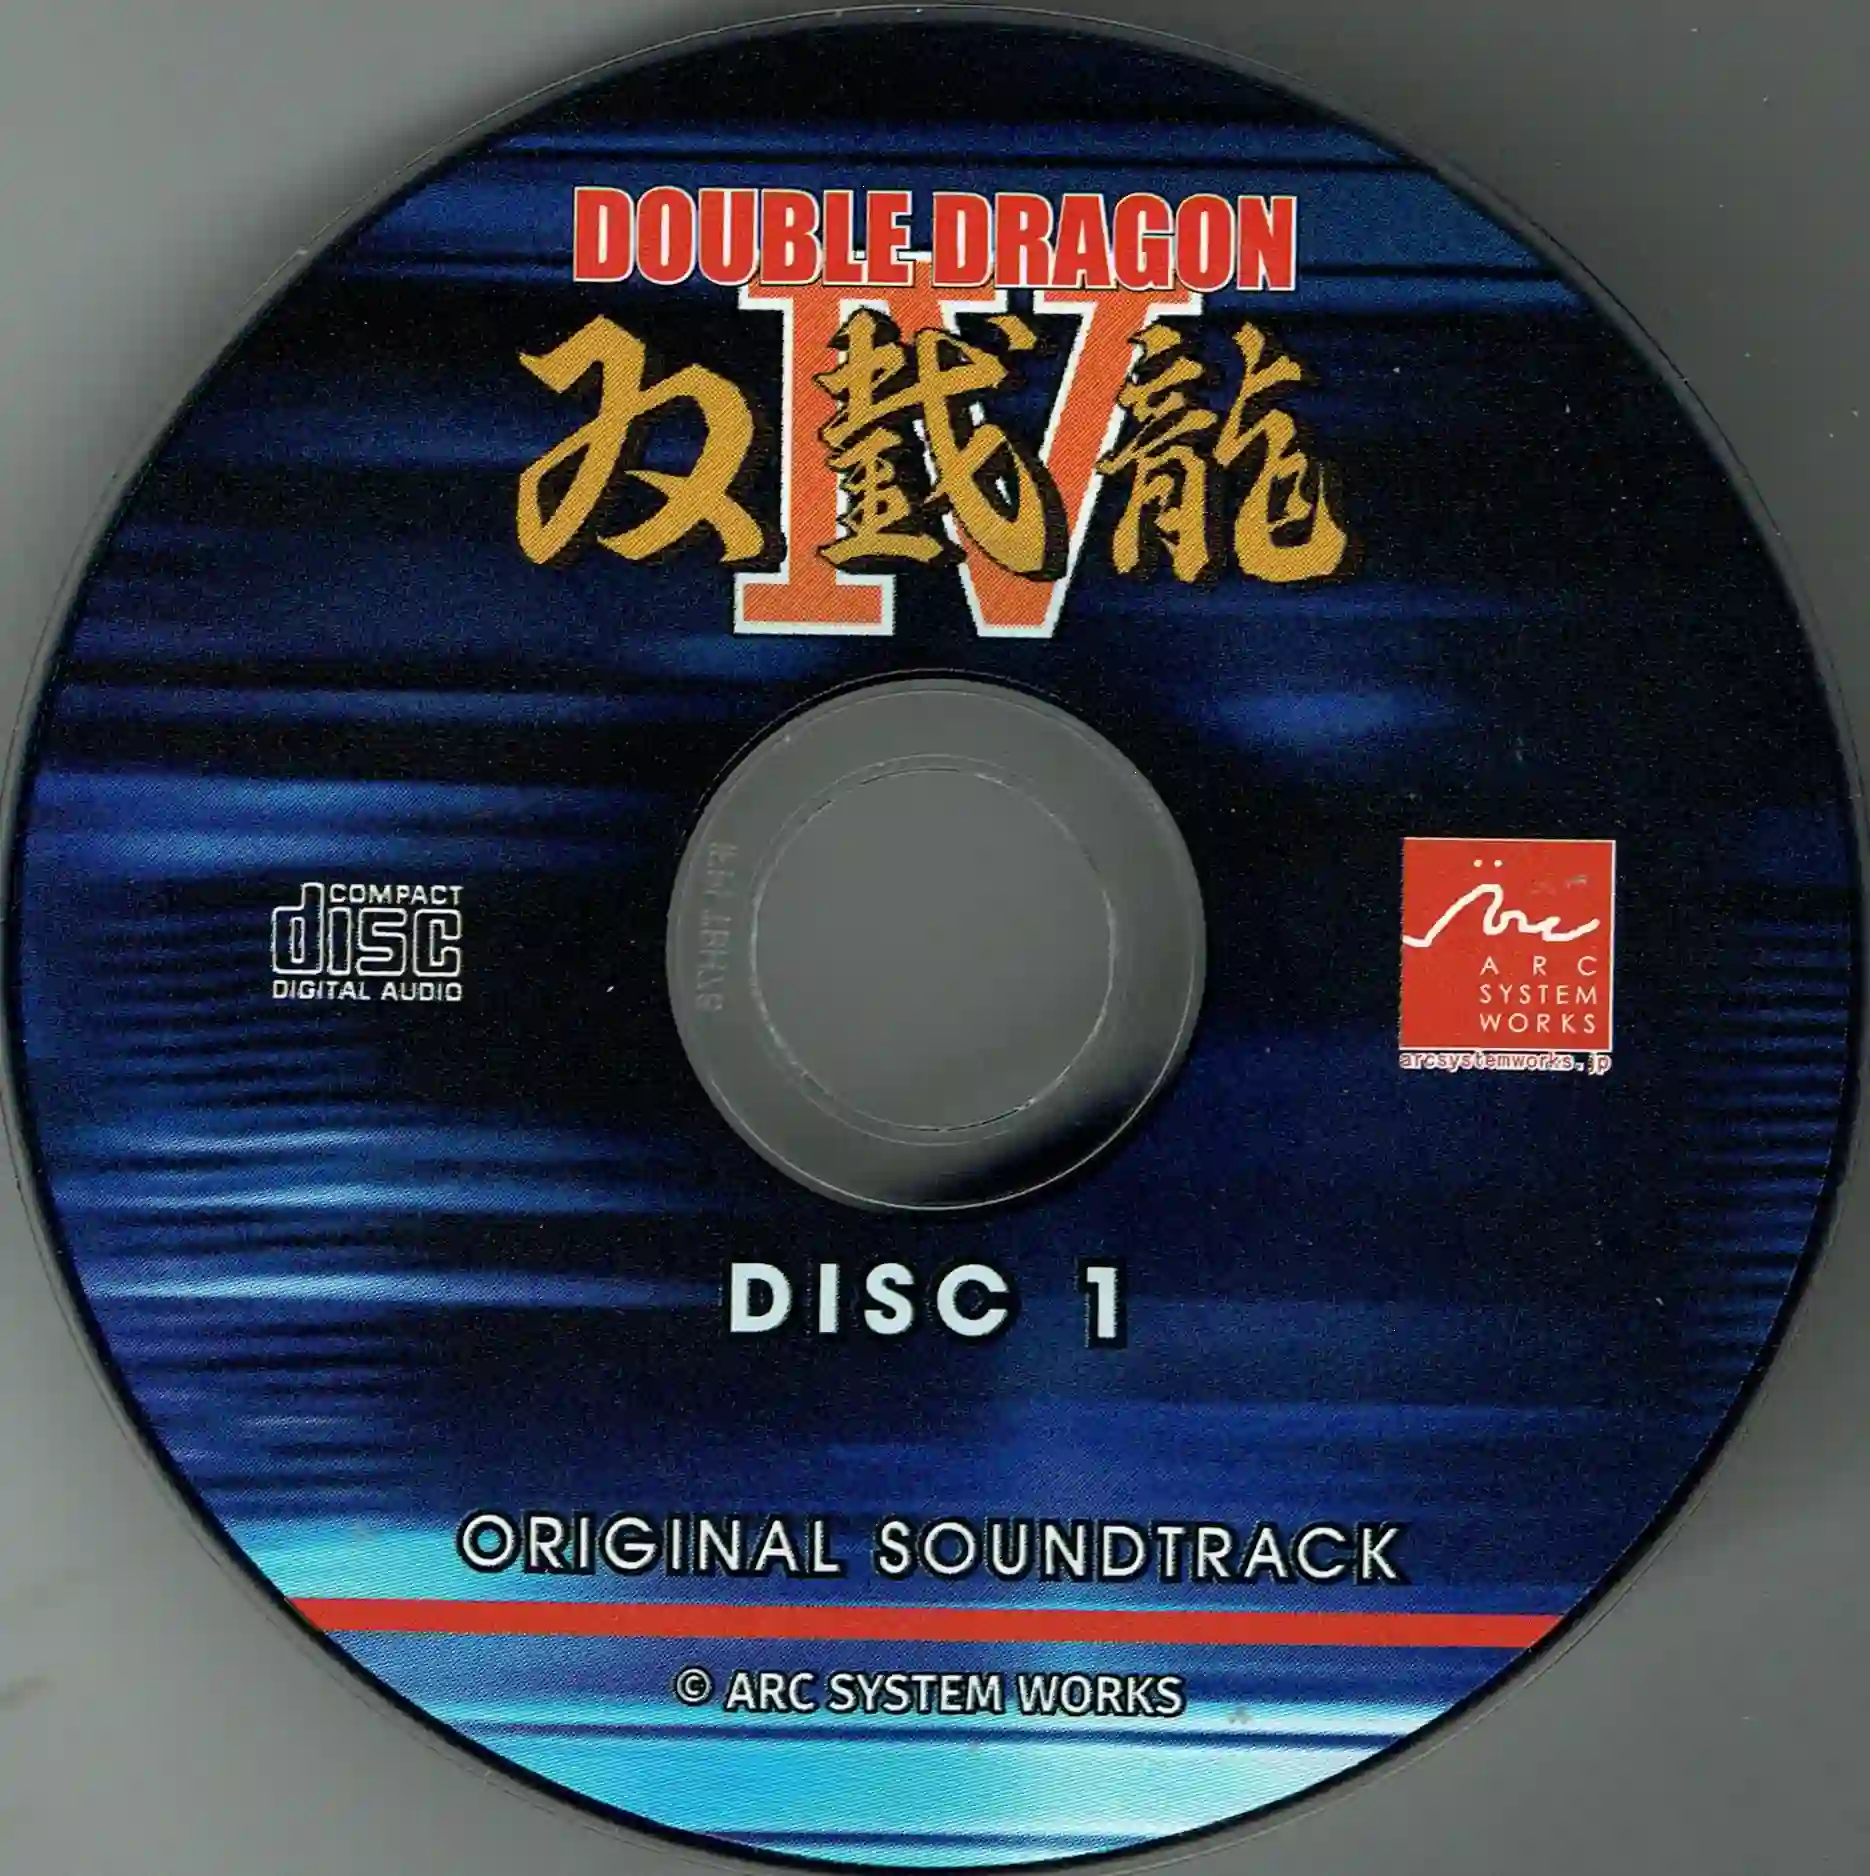 DOUBLE DRAGON
IV
双截龍
COMPACT
disc
DIGITAL AUDIO
Arc
ARC
SYSTEM
WORKS
arcsystemworks.jp
DISC 1
ORIGINAL SOUNDTRACK
© ARC SYSTEM WORKS